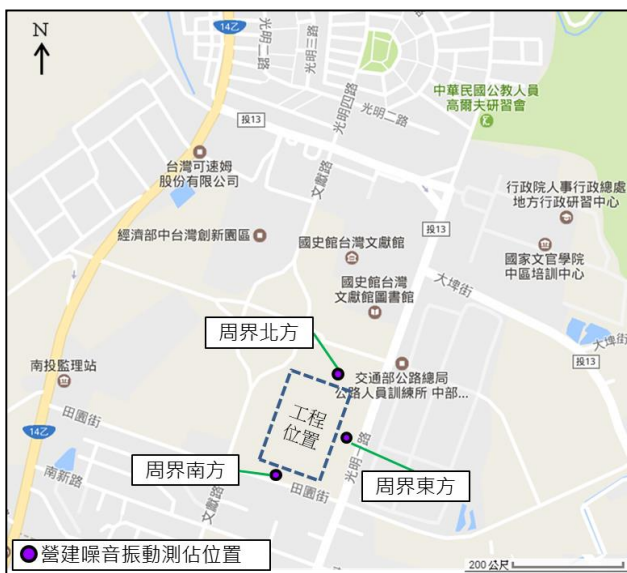 N
14乙
光明二路
光明三路
光明四路
中華民國公教人員
高爾夫研習會
光明二路
投13
文獻路
台灣可速姆
股份有限公司
行政院人事行政總處
地方行政研習中心
經濟部中台灣創新園區
國史館台灣文獻館
投13
國家文官學院
中區培訓中心
國史館台灣
文獻館圖書館
大埤街
大埤街
周界北方
投13
南投監理站
交通部公路總局
公路人員訓練所 中部...
田園街
工程
位置
14乙
光明一路
周界南方
周界東方
南新路
文獻路
田園街
營建噪音振動測佔位置
200 公尺